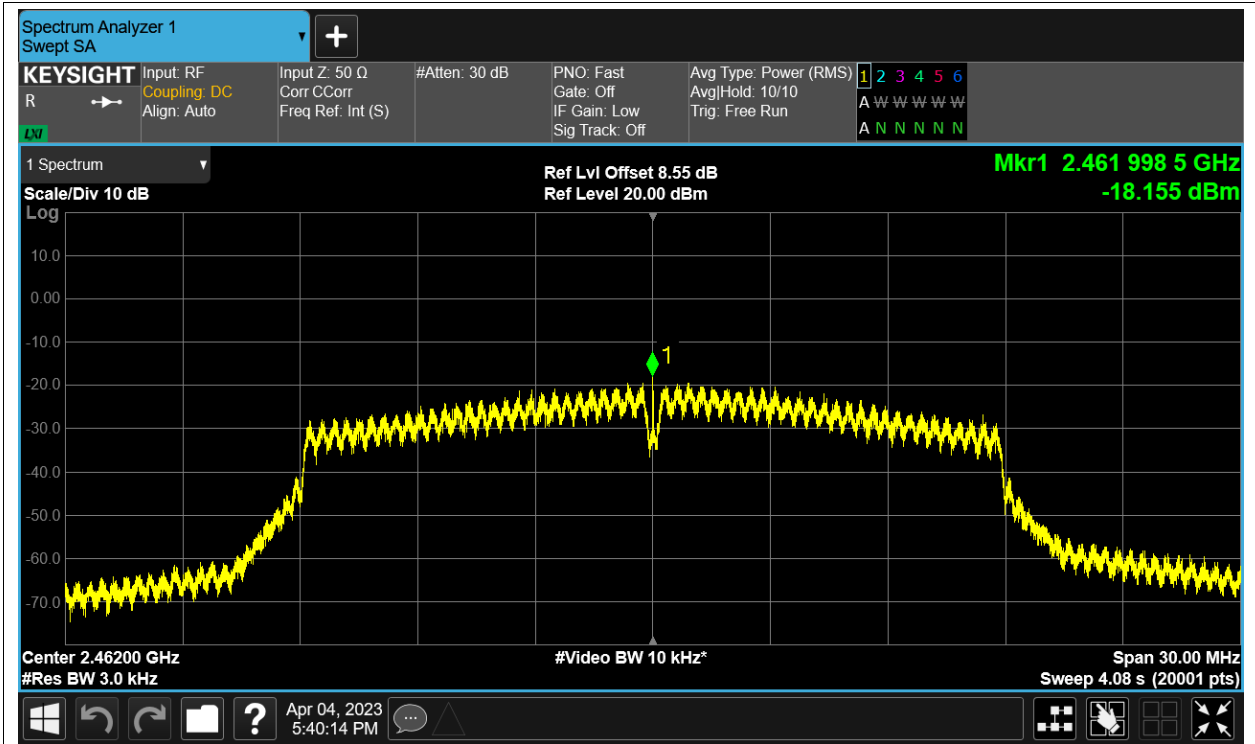 Spectrum Analyzer 1
Swept SA
KEYSIGHT
R
LXI
Input: RF
Coupling: DC
Align: Auto
Input Z: 50 Ω
Corr CCorr
Freq Ref: Int (S)
#Atten: 30 dB
PNO: Fast
Gate: Off
IF Gain: Low
Sig Track: Off
Avg Type: Power (RMS)
Avg|Hold: 10/10
Trig: Free Run
1 2 3 4 5 6
A W W W W W
A N N N N N
1 Spectrum
Scale/Div 10 dB
Log
Ref Lvl Offset 8.55 dB
Ref Level 20.00 dBm
Mkr1 2.461 998 5 GHz
-18.155 dBm
10.0
0.00
-10.0
1
-20.0
-30.0
-40.0
-50.0
-60.0
-70.0
Center 2.46200 GHz
#Video BW 10 kHz*
Span 30.00 MHz
#Res BW 3.0 kHz
Sweep 4.08 s (20001 pts)
?
Apr 04, 2023
5:40:14 PM